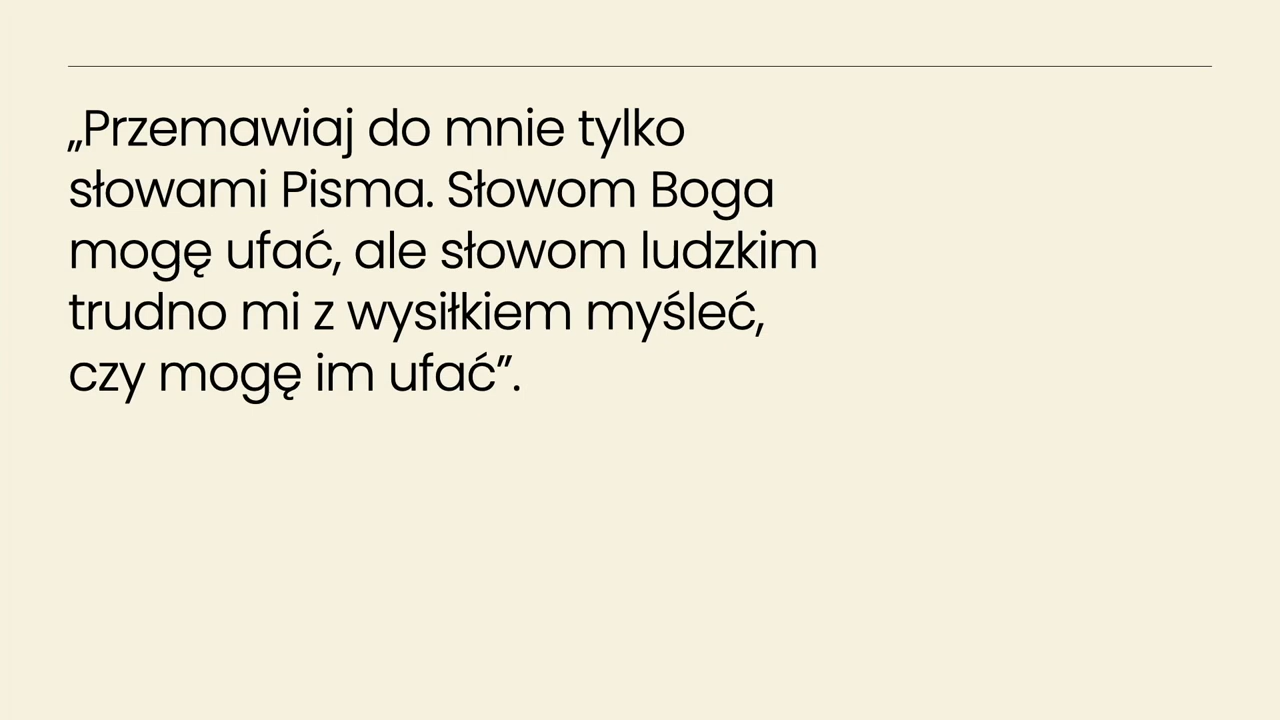 „Przemawiaj do mnie tylko
słowami Pisma. Słowom Boga
mogę ufać, ale słowom ludzkim
trudno mi z wysiłkiem myśleć,
czy mogę im ufać”.